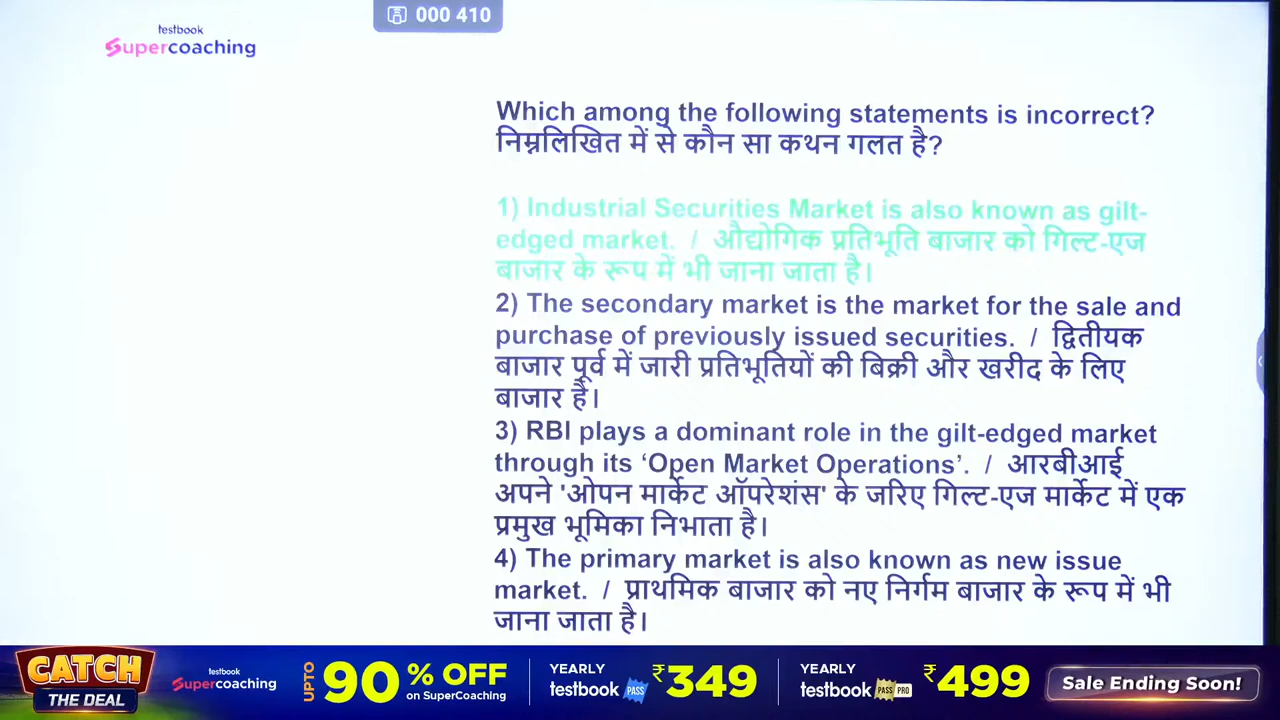 000 410
testbook
Supercoaching
Which among the following statements is incorrect?
निम्नलिखित में से कौन सा कथन गलत है?
1) Industrial Securities Market is also known as gilt-
edged market. / औद्योगिक प्रतिभूति बाजार को गिल्ट-एज
बाजार के रूप में भी जाना जाता है।
2) The secondary market is the market for the sale and
purchase of previously issued securities. / द्वितीयक
बाजार पूर्व में जारी प्रतिभूतियों की बिक्री और खरीद के लिए
बाजार है।
3) RBI plays a dominant role in the gilt-edged market
through its ‘Open Market Operations’. / आरबीआई
अपने 'ओपन मार्केट ऑपरेशंस' के जरिए गिल्ट-एज मार्केट में एक
प्रमुख भूमिका निभाता है।
4) The primary market is also known as new issue
market. / प्राथमिक बाजार को नए निर्गम बाजार के रूप में भी
जाना जाता है।
CATCH
THE DEAL
testbook
Supercoaching
UPTO 90% OFF
on SuperCoaching
YEARLY
testbook PASS
₹349
YEARLY
testbook PASS PRO
₹499
Sale Ending Soon!